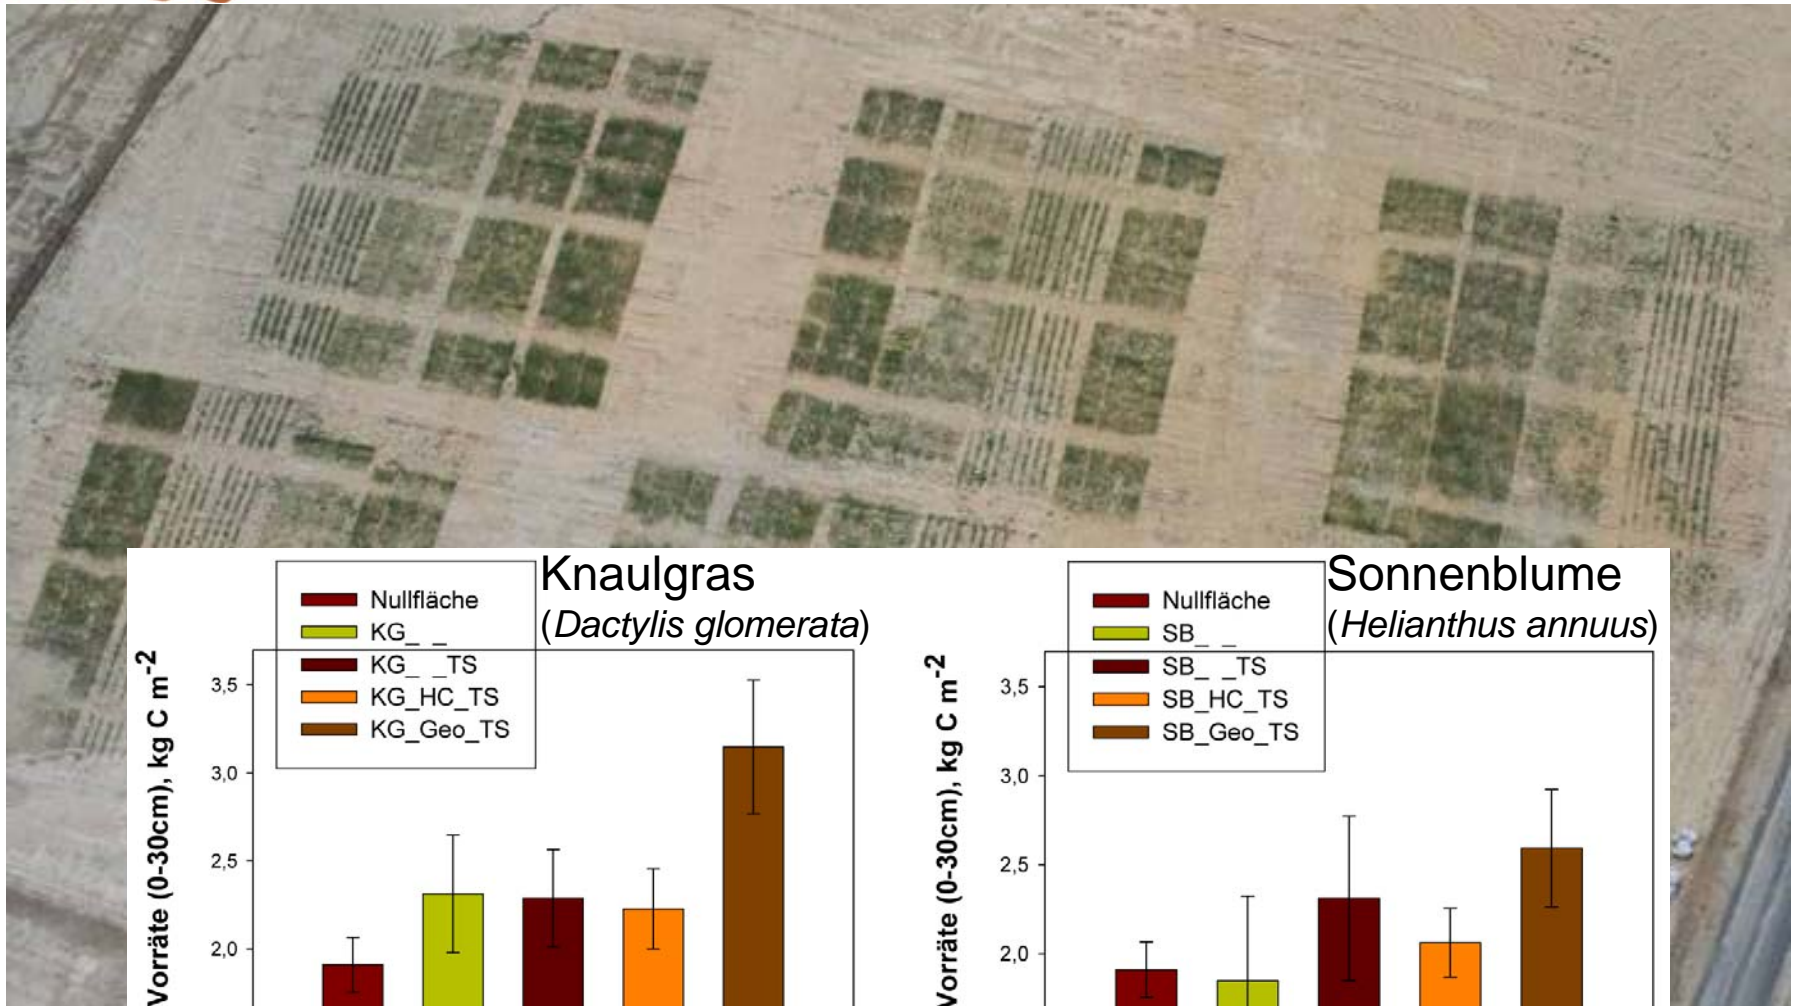 Knaulgras
(Dactylis glomerata)
Nullfläche
KG_ _
KG_ _TS
KG_HC_TS
KG_Geo_TS
Vorräte (0-30cm), kg C m-2
3,5
3,0
2,5
2,0
Sonnenblume
(Helianthus annuus)
Nullfläche
SB_ _
SB_ _TS
SB_HC_TS
SB_Geo_TS
Vorräte (0-30cm), kg C m-2
3,5
3,0
2,5
2,0